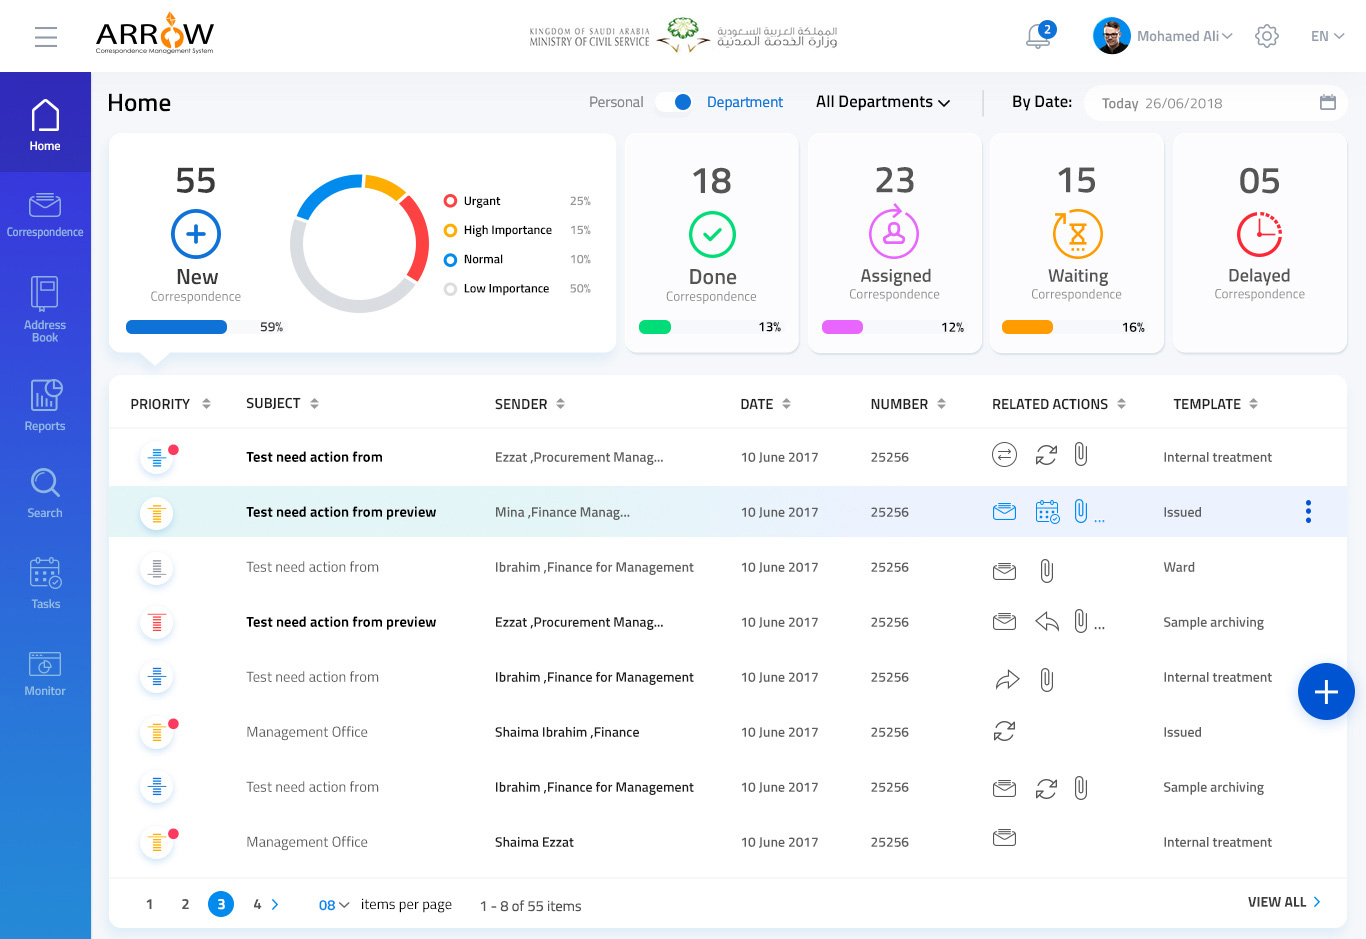 ARROW
Correspondence Management System
KINGDOM OF SAUDI ARABIA
MINISTRY OF CIVIL SERVICE
المملكة العربية السعودية
وزارة الخدمة المدنية
2
Mohamed Ali
EN
Home
Correspondence
Address
Book
Reports
Search
Tasks
Monitor
Home
Personal
Department
All Departments
By Date:
Today 26/06/2018
55
New
Correspondence
59%
Urgant 25%
High Importance 15%
Normal 10%
Low Importance 50%
18
Done
Correspondence
13%
23
Assigned
Correspondence
12%
15
Waiting
Correspondence
16%
05
Delayed
Correspondence
PRIORITY SUBJECT SENDER DATE NUMBER RELATED ACTIONS TEMPLATE
Test need action from Ezzat ,Procurement Manag... 10 June 2017 25256 Internal treatment
Test need action from preview Mina ,Finance Manag... 10 June 2017 25256 ... Issued
Test need action from Ibrahim ,Finance for Management 10 June 2017 25256 Ward
Test need action from preview Ezzat ,Procurement Manag... 10 June 2017 25256 ... Sample archiving
Test need action from Ibrahim ,Finance for Management 10 June 2017 25256 Internal treatment
Management Office Shaima Ibrahim ,Finance 10 June 2017 25256 Issued
Test need action from Ibrahim ,Finance for Management 10 June 2017 25256 Sample archiving
Management Office Shaima Ezzat 10 June 2017 25256 Internal treatment
1 2 3 4 08 items per page 1 - 8 of 55 items VIEW ALL